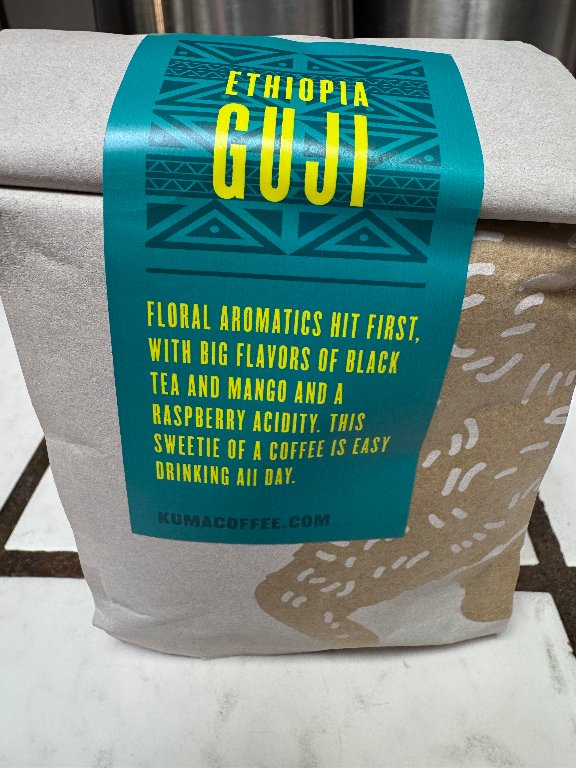 ETHIOPIA
GUJI
FLORAL AROMATICS HIT FIRST,
WITH BIG FLAVORS OF BLACK
TEA AND MANGO AND A
RASPBERRY ACIDITY. THIS
SWEETIE OF A COFFEE IS EASY
DRINKING All DAY.
KUMACOFFEE.COM